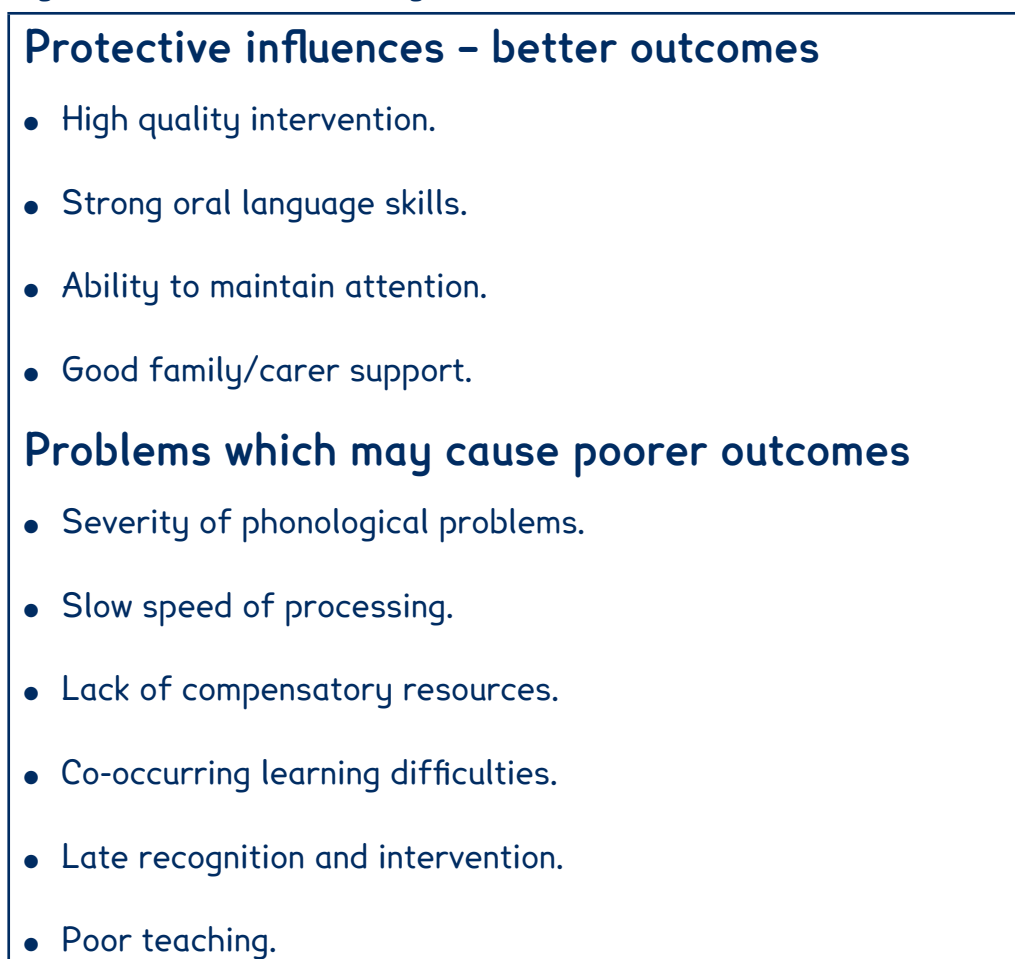 Protective influences – better outcomes
● High quality intervention.
● Strong oral language skills.
● Ability to maintain attention.
● Good family/carer support.
Problems which may cause poorer outcomes
● Severity of phonological problems.
● Slow speed of processing.
● Lack of compensatory resources.
● Co-occurring learning difficulties.
● Late recognition and intervention.
● Poor teaching.